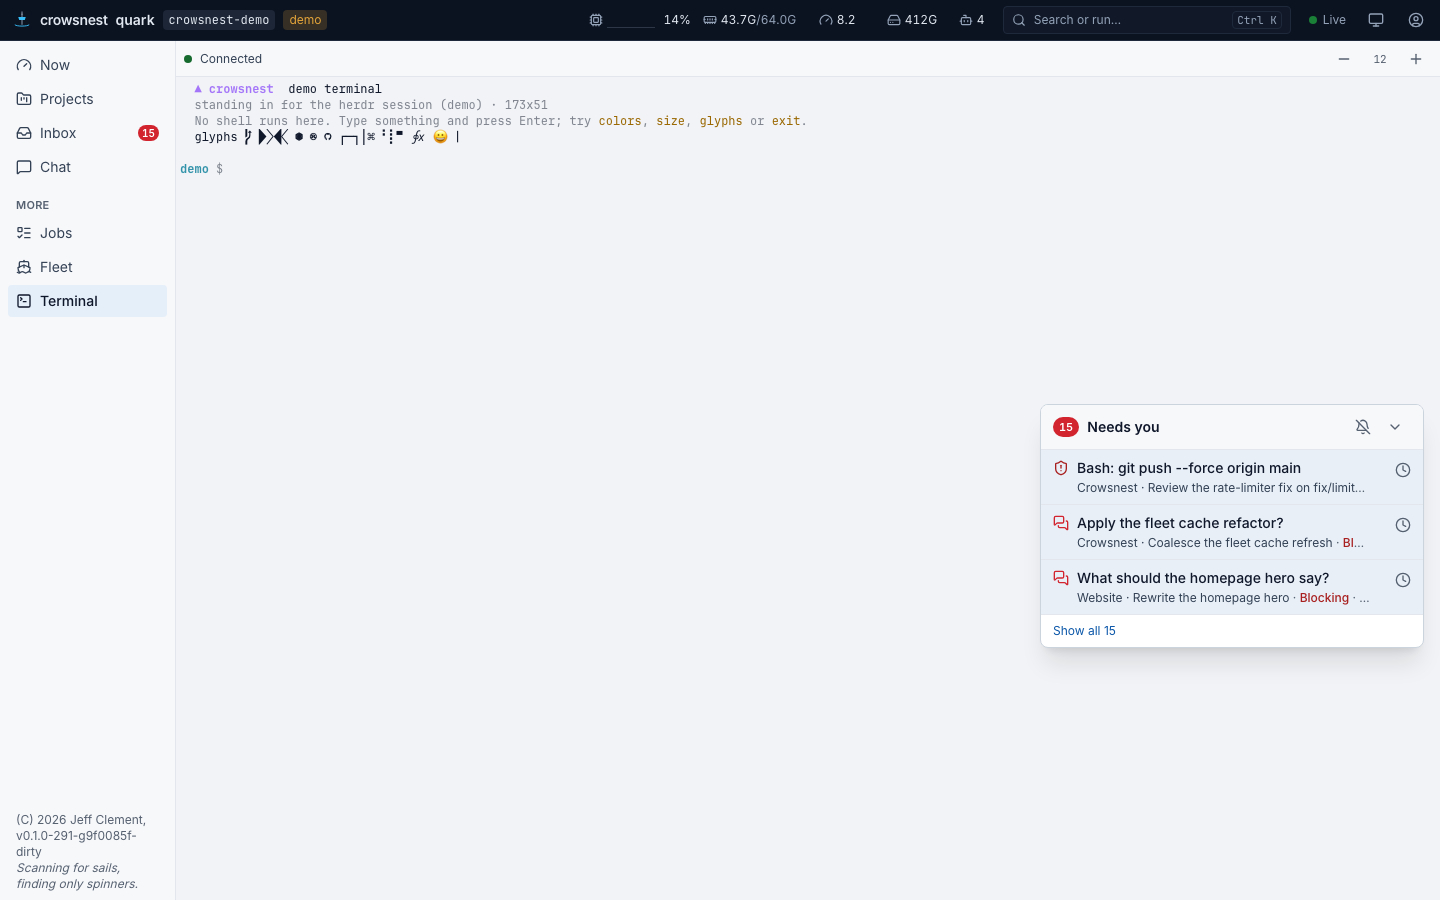 crowsnest quark crowsnest-demo demo 14% 43.7G/64.0G 8.2 412G 4 Search or run... Ctrl K Live
Now
Projects
Inbox 15
Chat
MORE
Jobs
Fleet
Terminal
(C) 2026 Jeff Clement,
v0.1.0-291-g9f0085f-
dirty
Scanning for sails,
finding only spinners.
Connected 12
▲ crowsnest demo terminal
standing in for the herdr session (demo) · 173x51
No shell runs here. Type something and press Enter; try colors, size, glyphs or exit.
glyphs
demo $
15 Needs you
Bash: git push --force origin main
Crowsnest · Review the rate-limiter fix on fix/limit...
Apply the fleet cache refactor?
Crowsnest · Coalesce the fleet cache refresh · Bl...
What should the homepage hero say?
Website · Rewrite the homepage hero · Blocking · ...
Show all 15